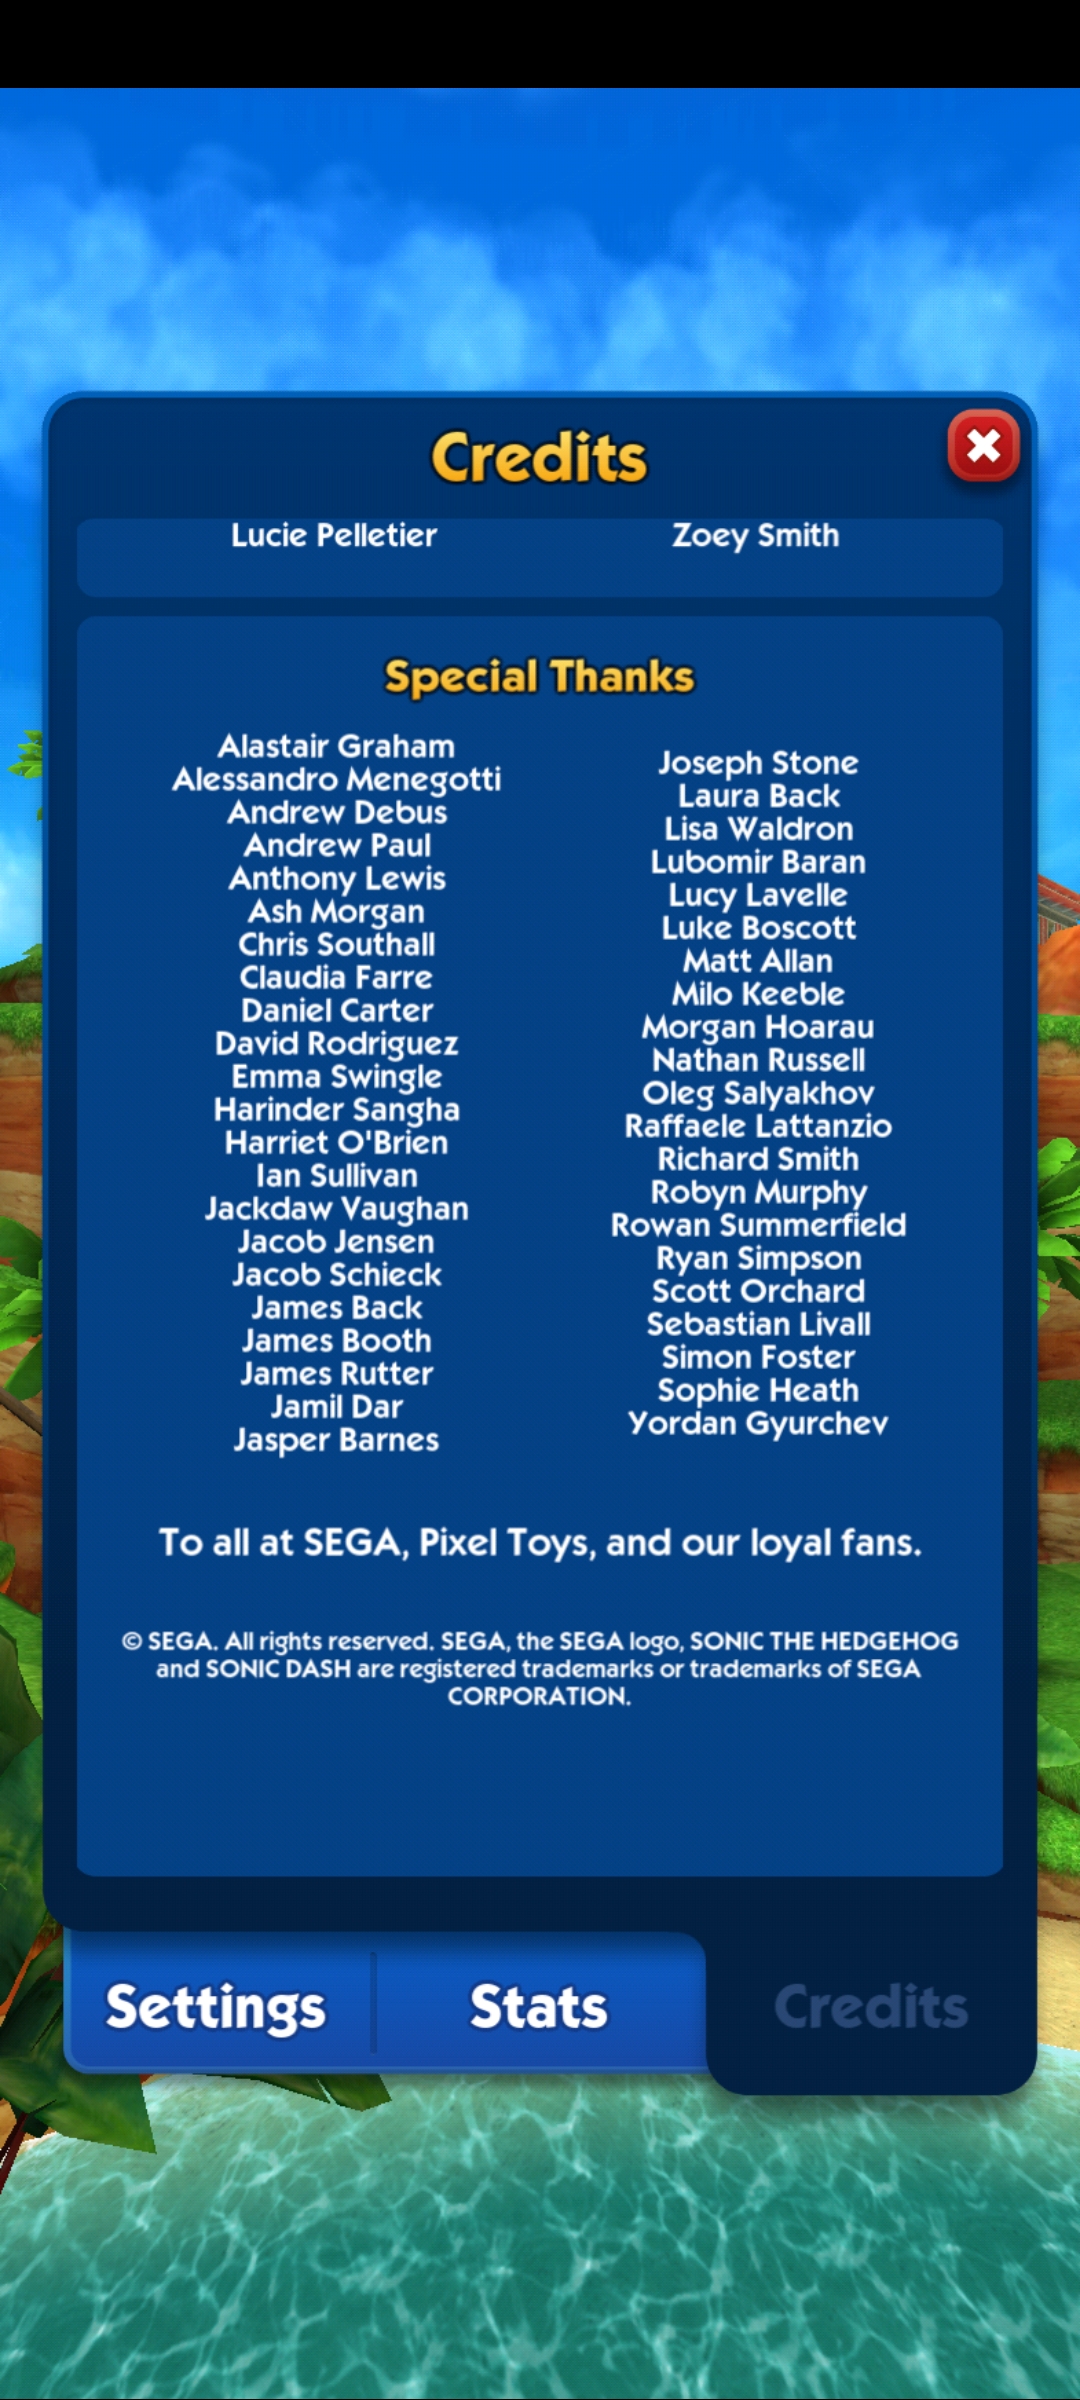 Credits
Lucie Pelletier
Zoey Smith
Special Thanks
Alastair Graham
Alessandro Menegotti
Andrew Debus
Andrew Paul
Anthony Lewis
Ash Morgan
Chris Southall
Claudia Farre
Daniel Carter
David Rodriguez
Emma Swingle
Harinder Sangha
Harriet O'Brien
Ian Sullivan
Jackdaw Vaughan
Jacob Jensen
Jacob Schieck
James Back
James Booth
James Rutter
Jamil Dar
Jasper Barnes
Joseph Stone
Laura Back
Lisa Waldron
Lubomir Baran
Lucy Lavelle
Luke Boscott
Matt Allan
Milo Keeble
Morgan Hoarau
Nathan Russell
Oleg Salyakhov
Raffaele Lattanzio
Richard Smith
Robyn Murphy
Rowan Summerfield
Ryan Simpson
Scott Orchard
Sebastian Livall
Simon Foster
Sophie Heath
Yordan Gyurchev
To all at SEGA, Pixel Toys, and our loyal fans.
© SEGA. All rights reserved. SEGA, the SEGA logo, SONIC THE HEDGEHOG
and SONIC DASH are registered trademarks or trademarks of SEGA
CORPORATION.
Settings
Stats
Credits